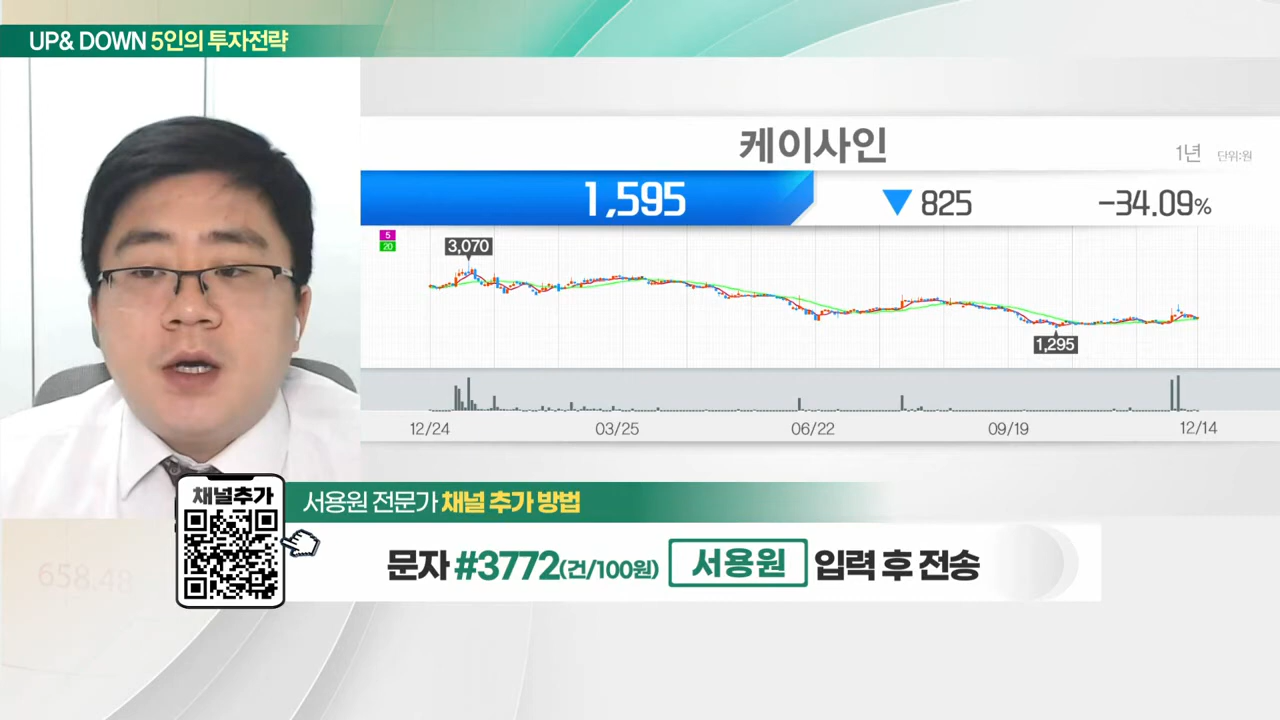 UP& DOWN 5인의 투자전략
케이사인
1년 단위:원
1,595 ▼ 825 -34.09%
5
20
3,070
1,295
12/24 03/25 06/22 09/19 12/14
채널추가
서용원 전문가 채널 추가 방법
문자 #3772(건/100원) 서용원 입력 후 전송
658.48